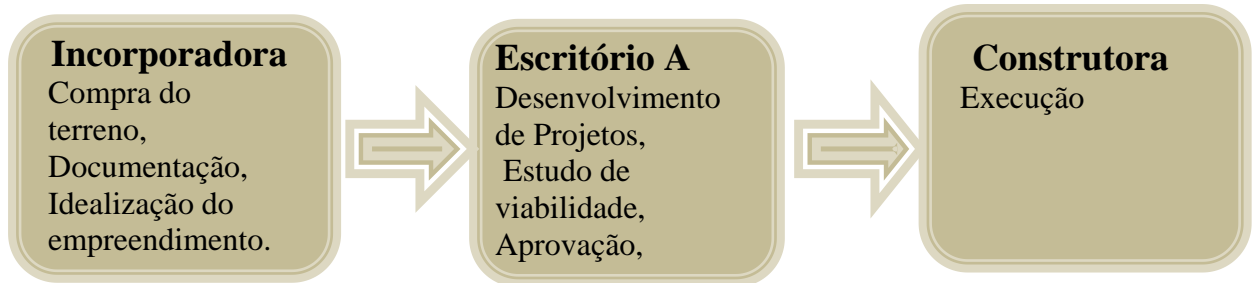 Incorporadora
Compra do
terreno,
Documentação,
Idealização do
empreendimento.
Escritório A
Desenvolvimento
de Projetos,
Estudo de
viabilidade,
Aprovação,
Construtora
Execução